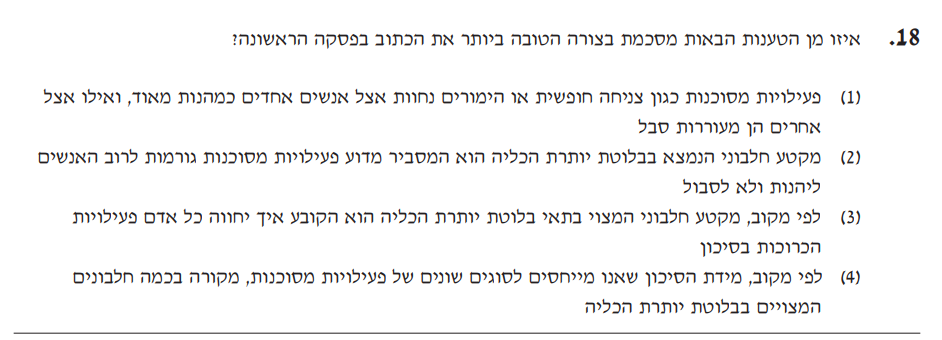 18. איזו מן הטענות הבאות מסכמת בצורה הטובה ביותר את הכתוב בפסקה הראשונה?
(1) פעילויות מסוכנות כגון צניחה חופשית או הימורים נחוות אצל אנשים אחדים כמהנות מאוד, ואילו אצל
אחרים הן מעוררות סבל
(2) מקטע חלבוני הנמצא בבלוטת יותרת הכליה הוא המסביר מדוע פעילויות מסוכנות גורמות לרוב האנשים
ליהנות ולא לסבול
(3) לפי מקוב, מקטע חלבוני המצוי בתאי בלוטת יותרת הכליה הוא הקובע איך יחווה כל אדם פעילויות
הכרוכות בסיכון
(4) לפי מקוב, מידת הסיכון שאנו מייחסים לסוגים שונים של פעילויות מסוכנות, מקורה בכמה חלבונים
המצויים בבלוטת יותרת הכליה